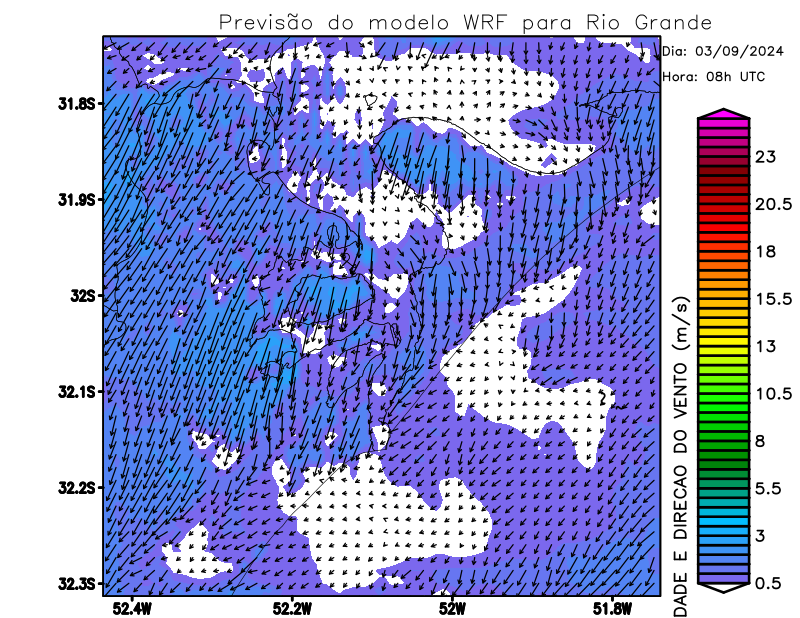 Previsão do modelo WRF para Rio Grande
Dia: 03/09/2024
Hora: 08h UTC
31.8S
31.9S
32S
32.1S
32.2S
32.3S
52.4W
52.2W
52W
51.8W
23
20.5
18
15.5
13
10.5
8
5.5
3
0.5
DADE E DIRECAO DO VENTO (m/s)